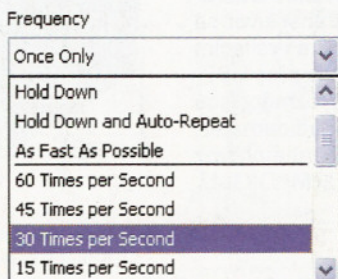 Frequency
Once Only
Hold Down
Hold Down and Auto-Repeat
As Fast As Possible
60 Times per Second
45 Times per Second
30 Times per Second
15 Times per Second